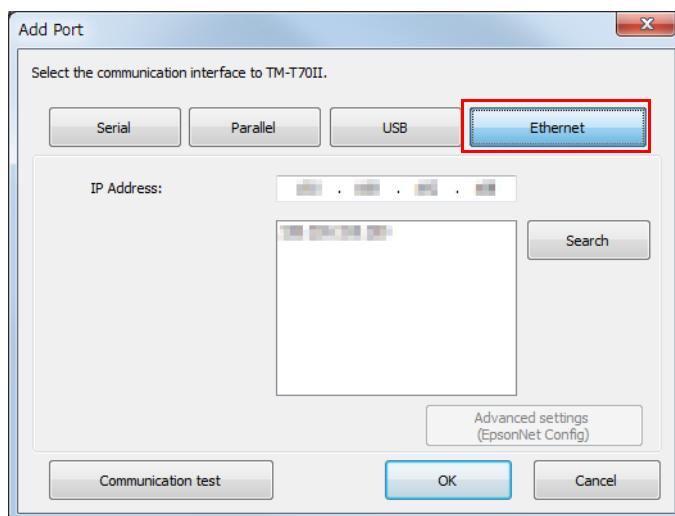 Add Port
Select the communication interface to TM-T70II.
Serial Parallel USB Ethernet
IP Address: . . .
Search
Advanced settings
(EpsonNet Config)
Communication test OK Cancel